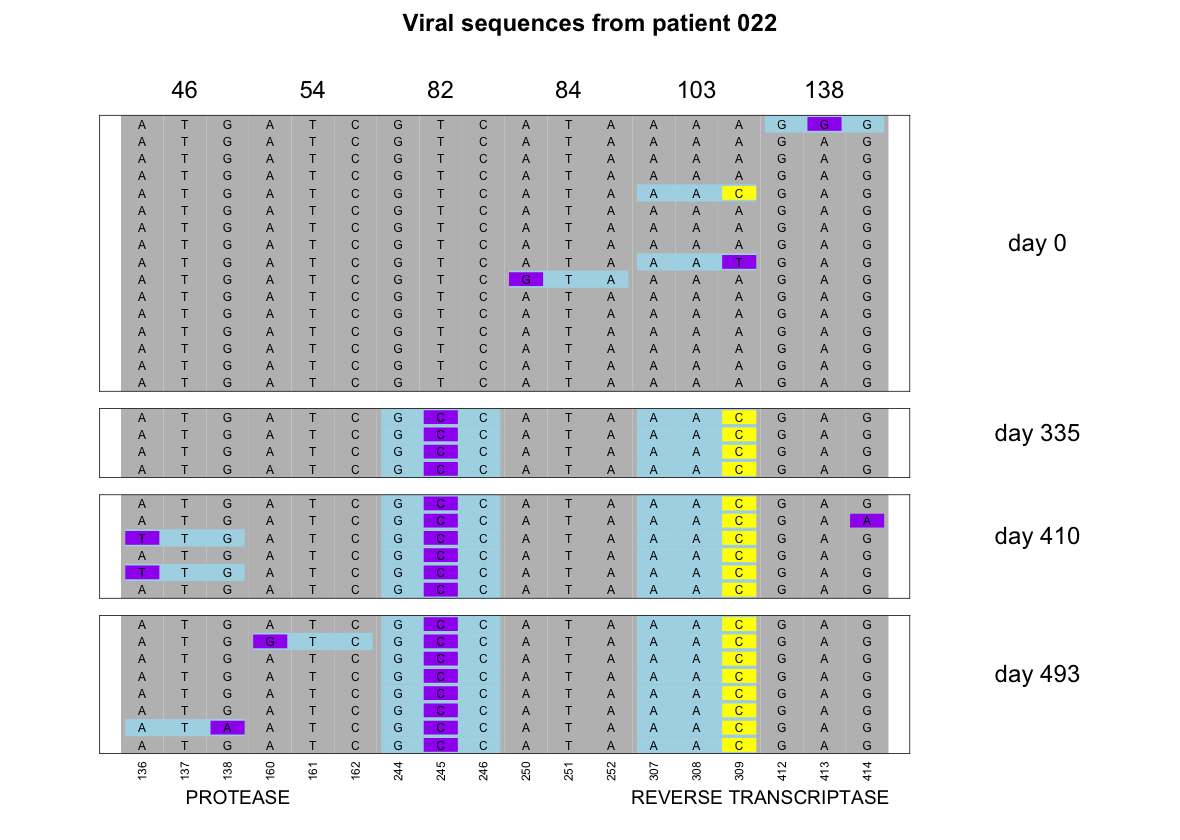 Viral sequences from patient 022
46 54 82 84 103 138
A T G A T C G T C A T A A A A G G G
A T G A T C G T C A T A A A A G A G
A T G A T C G T C A T A A A A G A G
A T G A T C G T C A T A A A A G A G
A T G A T C G T C A T A A A C G A G
A T G A T C G T C A T A A A A G A G
A T G A T C G T C A T A A A A G A G
A T G A T C G T C A T A A A A G A G
day 0
A T G A T C G T C A T A A A T G A G
A T G A T C G T C G T A A A A G A G
A T G A T C G T C A T A A A A G A G
A T G A T C G T C A T A A A A G A G
A T G A T C G T C A T A A A A G A G
A T G A T C G T C A T A A A A G A G
A T G A T C G T C A T A A A A G A G
A T G A T C G T C A T A A A A G A G
A T G A T C G C C A T A A A C G A G
A T G A T C G C C A T A A A C G A G
day 335
A T G A T C G C C A T A A A C G A G
A T G A T C G C C A T A A A C G A G
A T G A T C G C C A T A A A C G A G
A T G A T C G C C A T A A A C G A A
T T G A T C G C C A T A A A C G A G
day 410
A T G A T C G C C A T A A A C G A G
T T G A T C G C C A T A A A C G A G
A T G A T C G C C A T A A A C G A G
A T G A T C G C C A T A A A C G A G
A T G G T C G C C A T A A A C G A G
A T G A T C G C C A T A A A C G A G
A T G A T C G C C A T A A A C G A G
day 493
A T G A T C G C C A T A A A C G A G
A T G A T C G C C A T A A A C G A G
A T A A T C G C C A T A A A C G A G
A T G A T C G C C A T A A A C G A G
136 137 138 160 161 162 244 245 246 250 251 252 307 308 309 412 413 414
PROTEASE REVERSE TRANSCRIPTASE